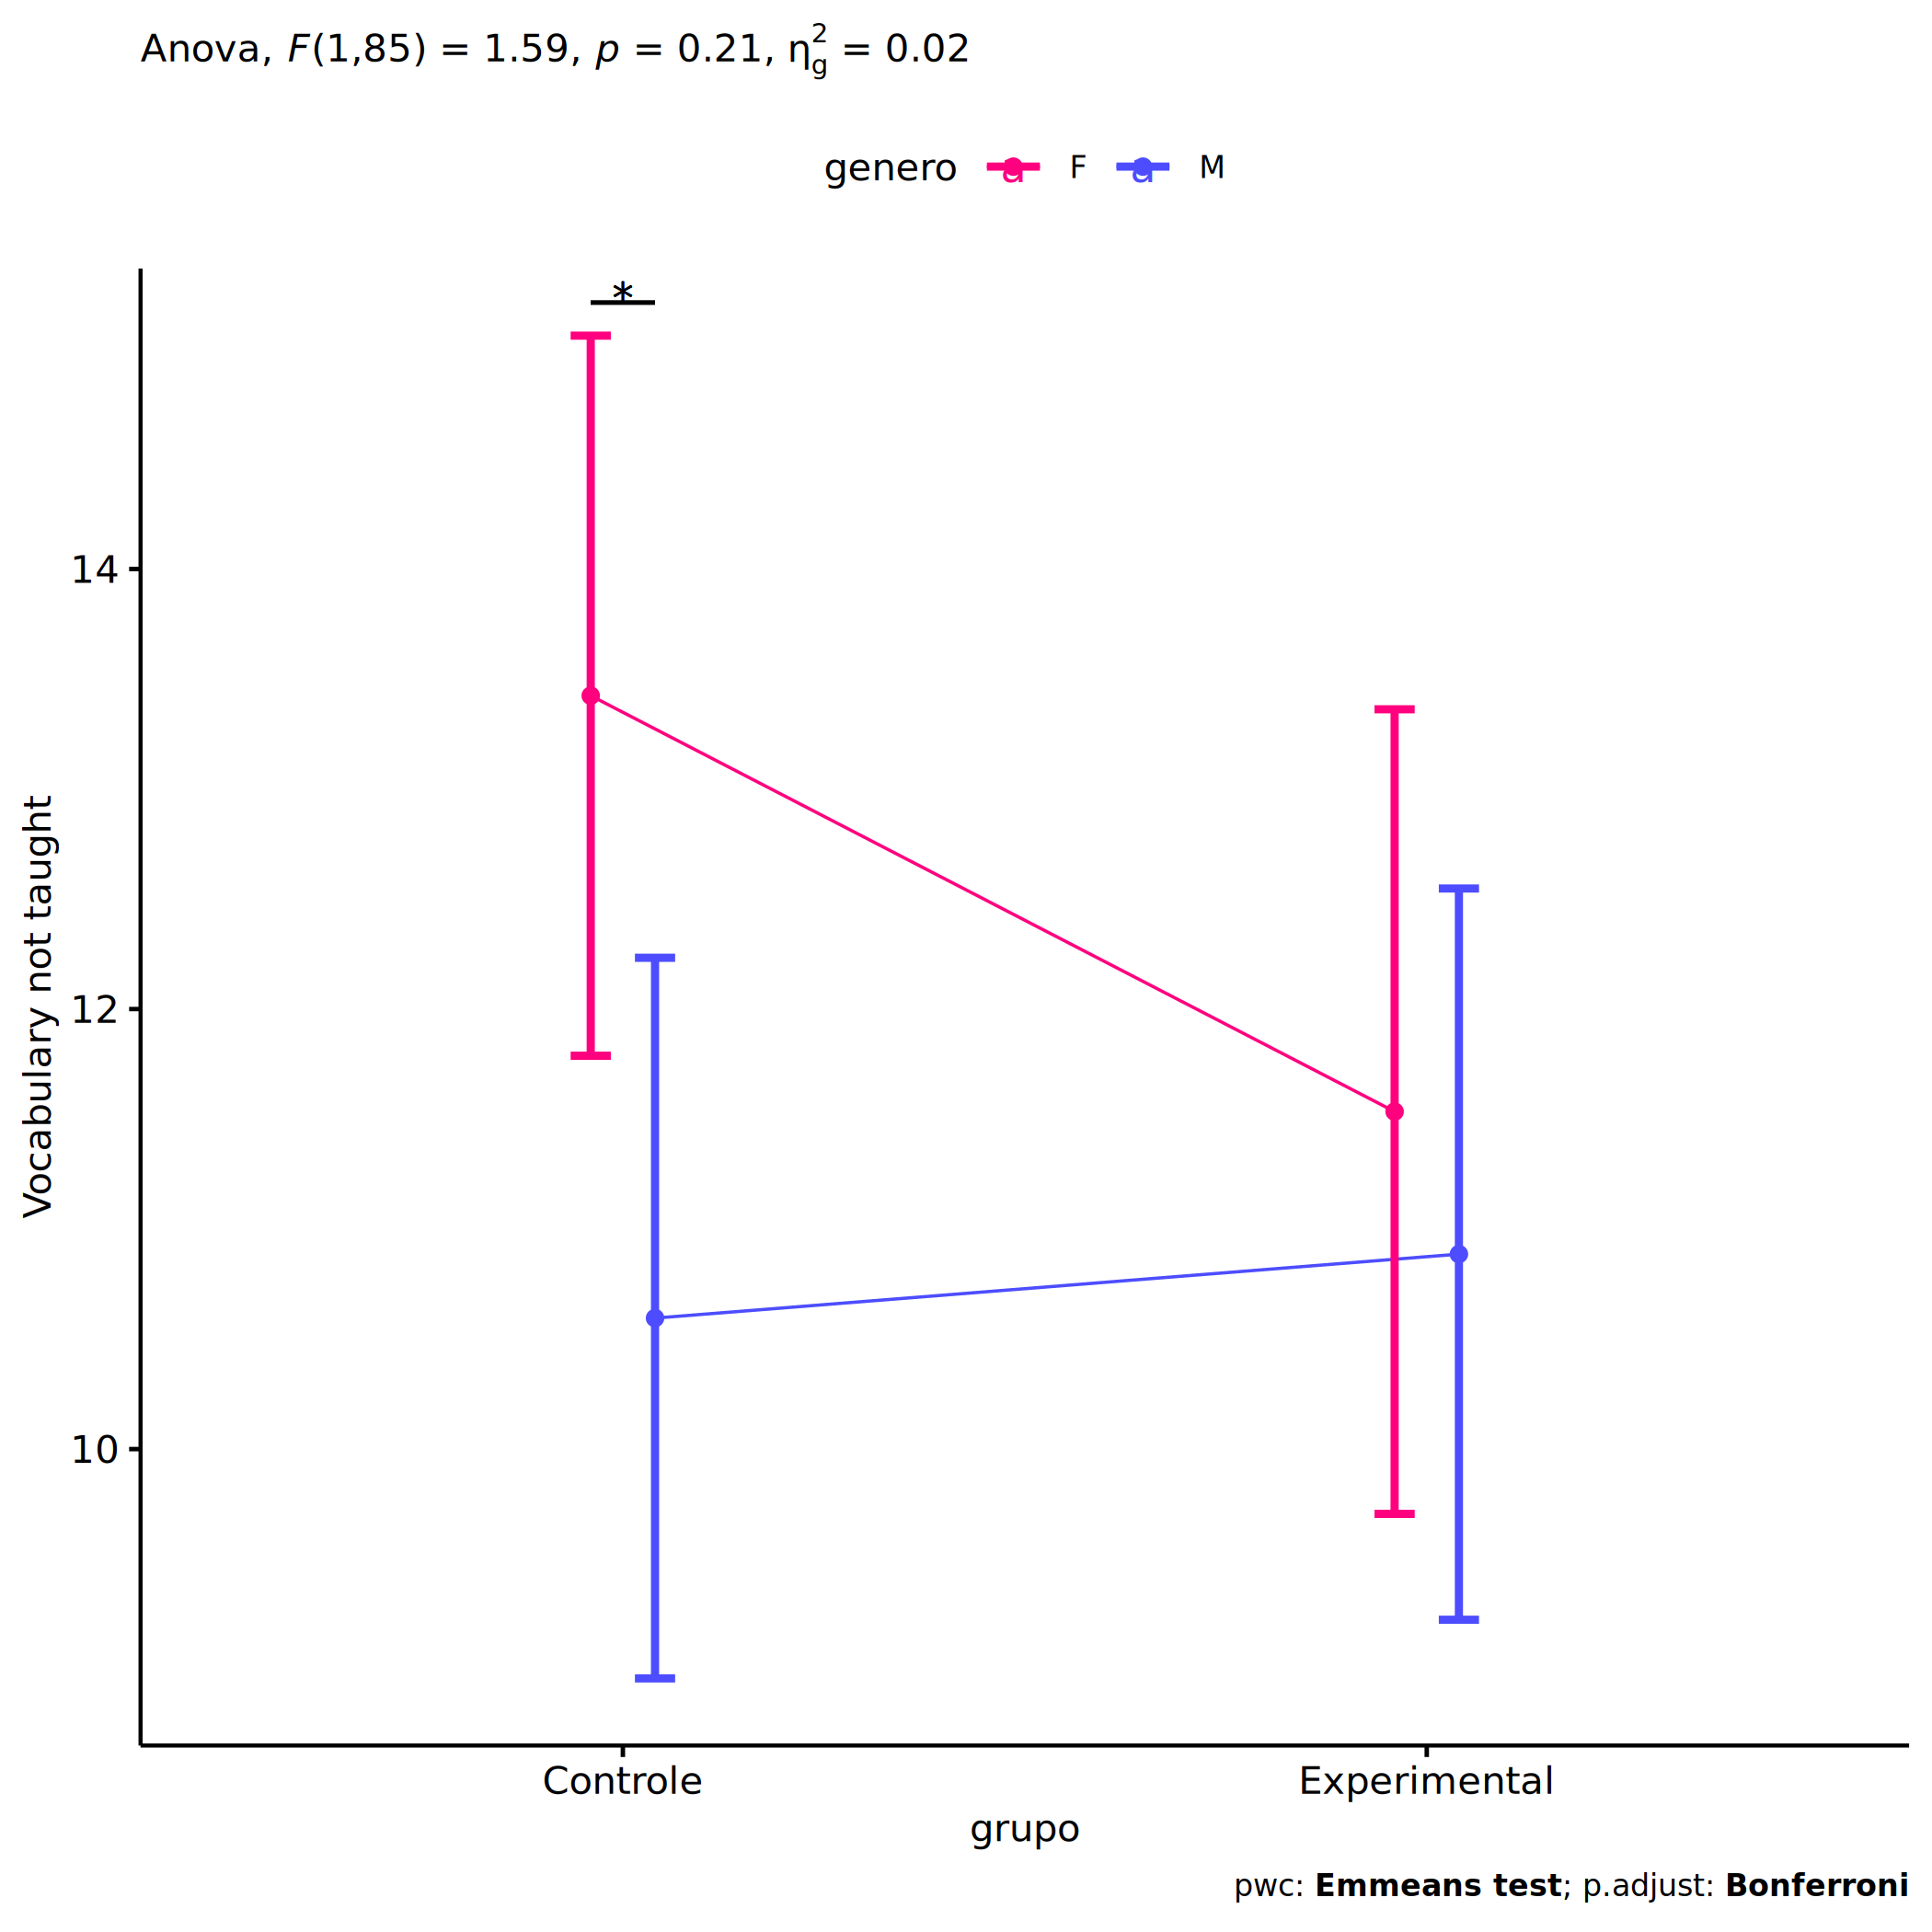 Anova, F(1,85) = 1.59, p = 0.21, η²g = 0.02
genero a F a M
*
14
12
10
Vocabulary not taught
Controle Experimental
grupo
pwc: Emmeans test; p.adjust: Bonferroni